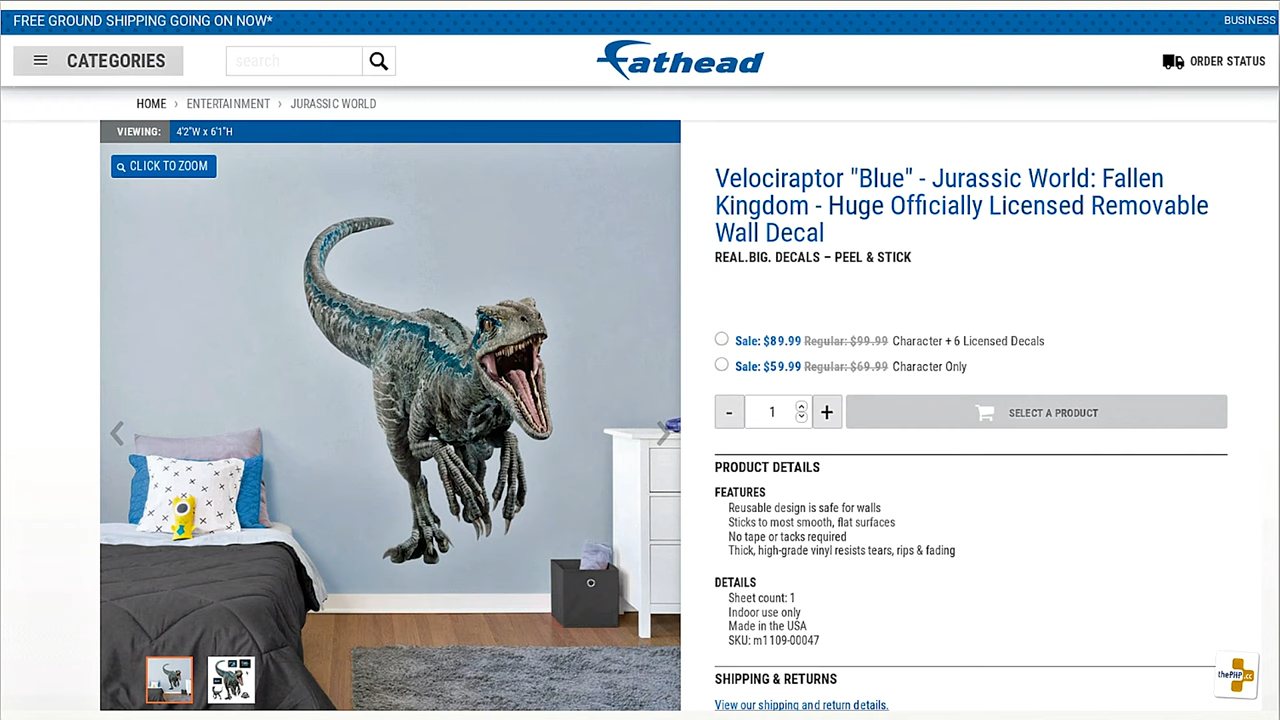 FREE GROUND SHIPPING GOING ON NOW*
BUSINESS
CATEGORIES
search
Fathead
ORDER STATUS
HOME › ENTERTAINMENT › JURASSIC WORLD
VIEWING: 4'2"W x 6'1"H
CLICK TO ZOOM
Velociraptor "Blue" - Jurassic World: Fallen
Kingdom - Huge Officially Licensed Removable
Wall Decal
REAL.BIG. DECALS – PEEL & STICK
Sale: $89.99 Regular: $99.99 Character + 6 Licensed Decals
Sale: $59.99 Regular: $69.99 Character Only
- 1 + SELECT A PRODUCT
PRODUCT DETAILS
FEATURES
Reusable design is safe for walls
Sticks to most smooth, flat surfaces
No tape or tacks required
Thick, high-grade vinyl resists tears, rips & fading
DETAILS
Sheet count: 1
Indoor use only
Made in the USA
SKU: m1109-00047
SHIPPING & RETURNS
View our shipping and return details.
thePHP.cc